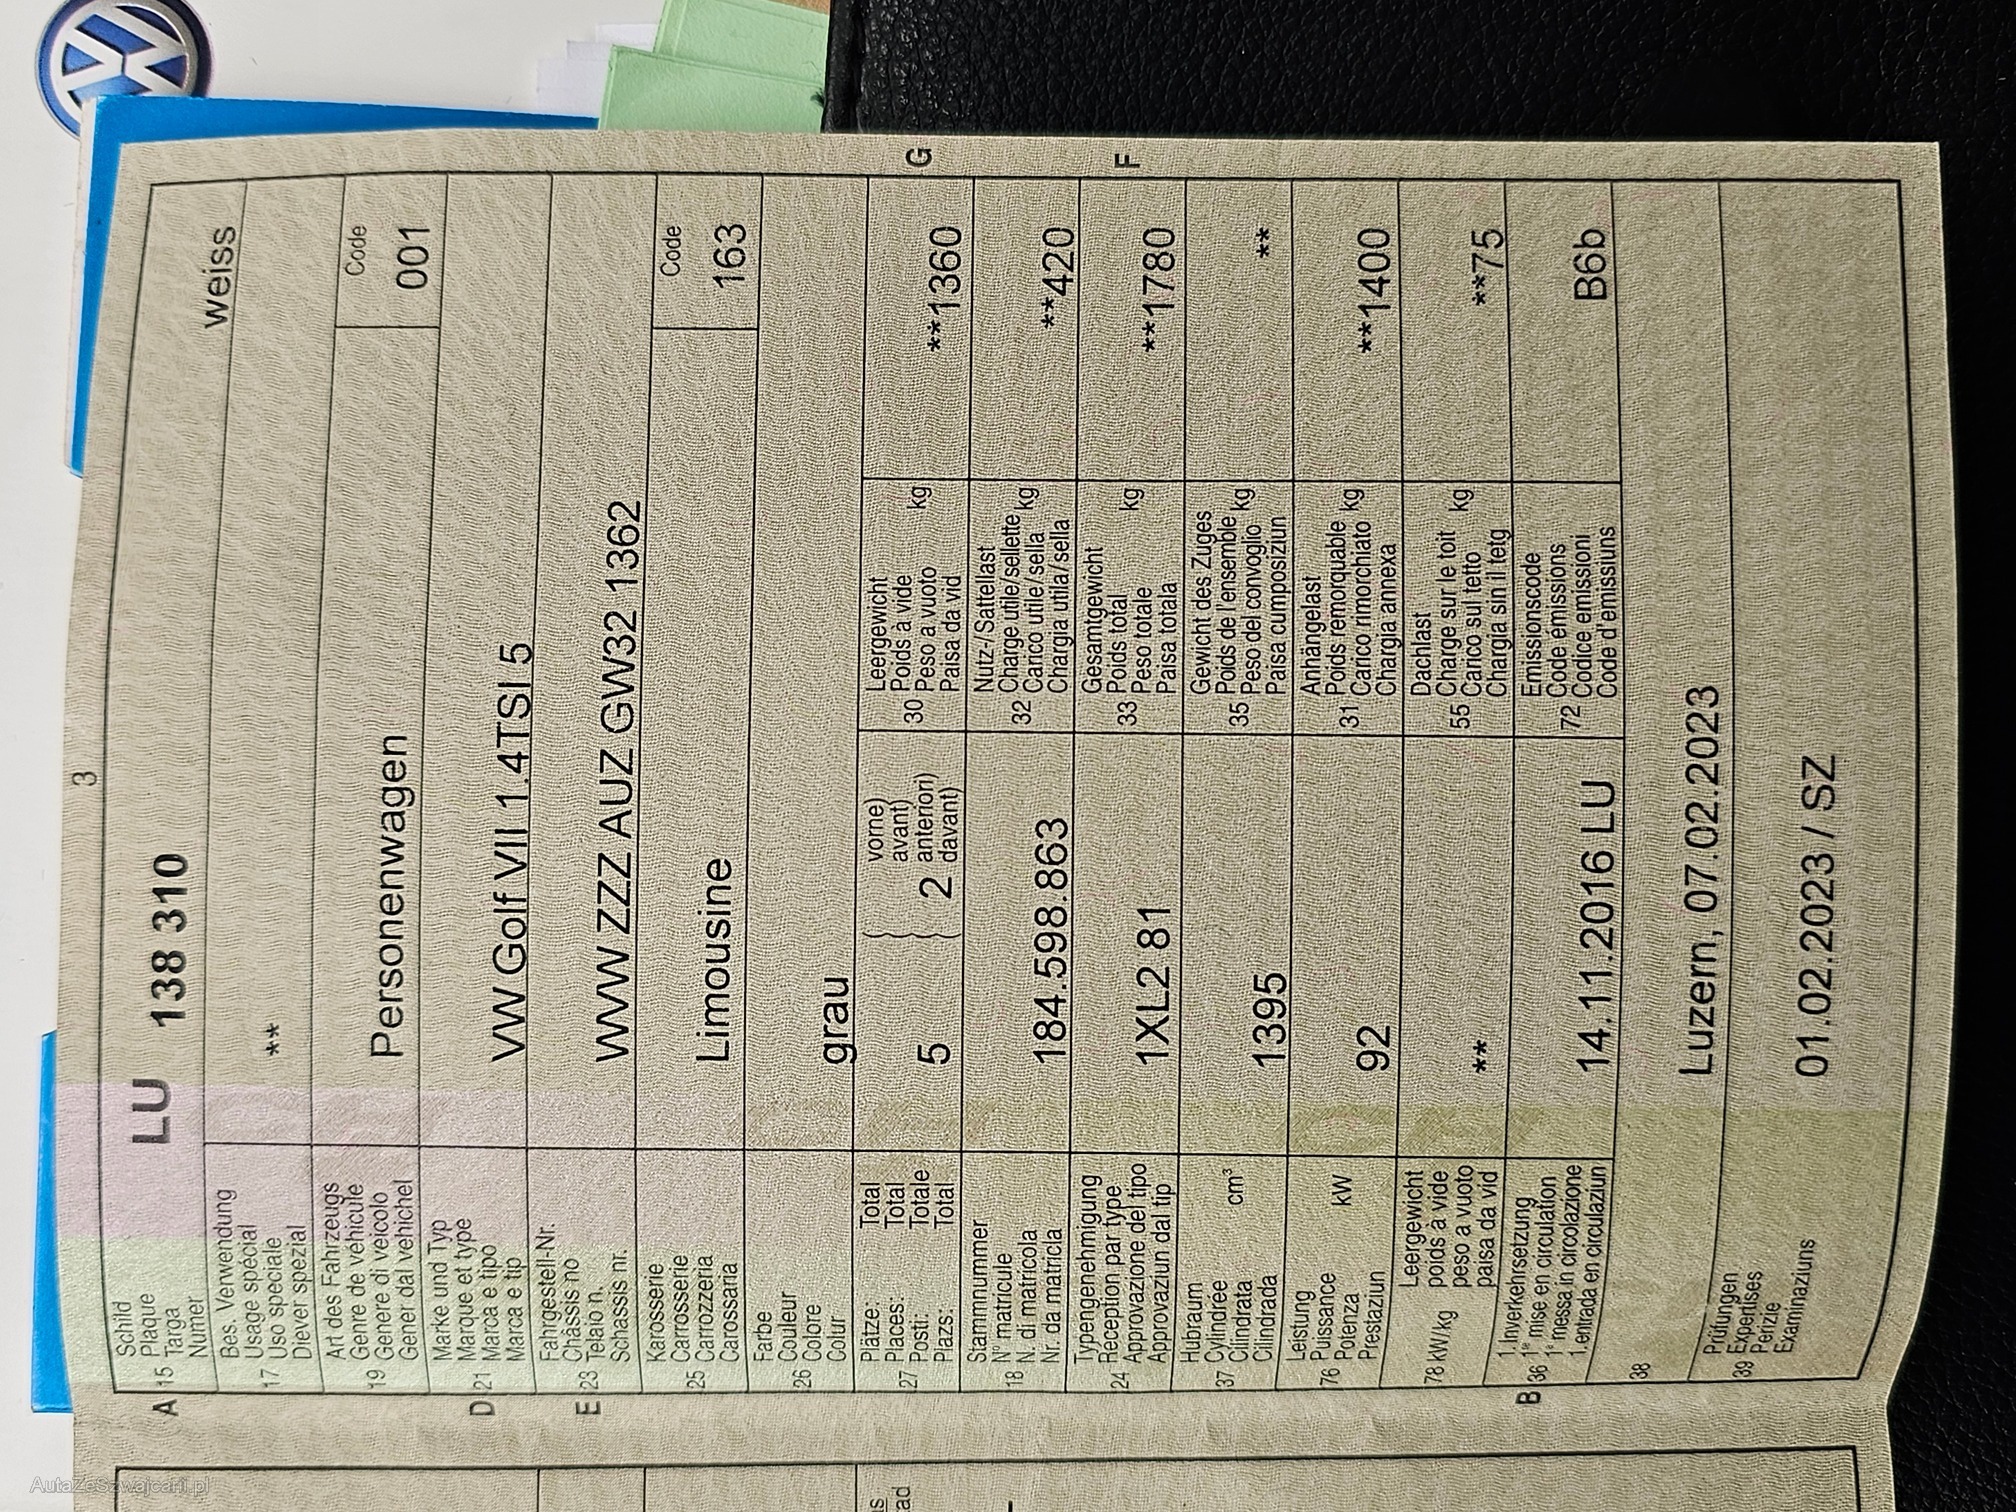 3
Schild
Plaque
A 15 Targa
Numer
LU 138 310
Weiss
Bes. Verwendung
Usage spécial
17 Uso speciale
Diever spezial
**
Art des Fahrzeugs
Genre de véhicule
19 Genere di veicolo
Gener dal vehichel
Personenwagen
Code
001
Marke und Typ
Marque et type
D 21 Marca e tipo
Marca e tip
VW Golf VII 1.4TSI 5
Fahrgestell-Nr.
Châssis no
E 23 Telaio n.
Schassis nr.
WVW ZZZ AUZ GW32 1362
Karosserie
Carrosserie
25 Carrozzeria
Carossaria
Limousine
Code
163
Farbe
Couleur
26 Colore
Colur
grau
Plätze: Total
Places: Total
27 Posti: Totale
Plazs: Total
5
2
vorne)
avant)
anteriori)
davant)
Leergewicht
Poids à vide
30 Peso a vuoto kg
Paisa da vid
**1360
G
Stammnummer
N° matricule
18 N. di matricola
Nr. da matricla
184.598.863
Nutz-/Sattellast
Charge utile/sellette
32 Carico utile/sella kg
Chargia utila/sella
**420
Typengenehmigung
Réception par type
24 Approvazione del tipo
Approvaziun dal tip
1XL2 81
Gesamtgewicht
Poids total
33 Peso totale kg
Paisa totala
**1780
F
Hubraum
Cylindrée cm³
37 Cilindrata
Cilindrada
1395
Gewicht des Zuges
Poids de l'ensemble
35 Peso del convoglio kg
Paisa cumposiziun
**
Leistung
76 Puissance kW
Potenza
Prestaziun
92
Anhängelast
Poids remorquable
31 Carico rimorchiato kg
Chargia annexa
**1400
Leergewicht
78 kW/kg poids à vide
peso a vuoto
paisa da vid
**
Dachlast
Charge sur le toit
55 Carico sul tetto kg
Chargia sin il tetg
**75
1.Inverkehrsetzung
B 36 1re mise en circulation
1a messa in circolazione
1.entrada en circulaziun
14.11.2016 LU
Emissionscode
Code émissions
72 Codice emissioni
Code d'emissiuns
B6b
38
Luzern, 07.02.2023
Prüfungen
Expertises
39 Perizie
Examinaziuns
01.02.2023 / SZ
ad
AutaZeSzwajcarii.pl